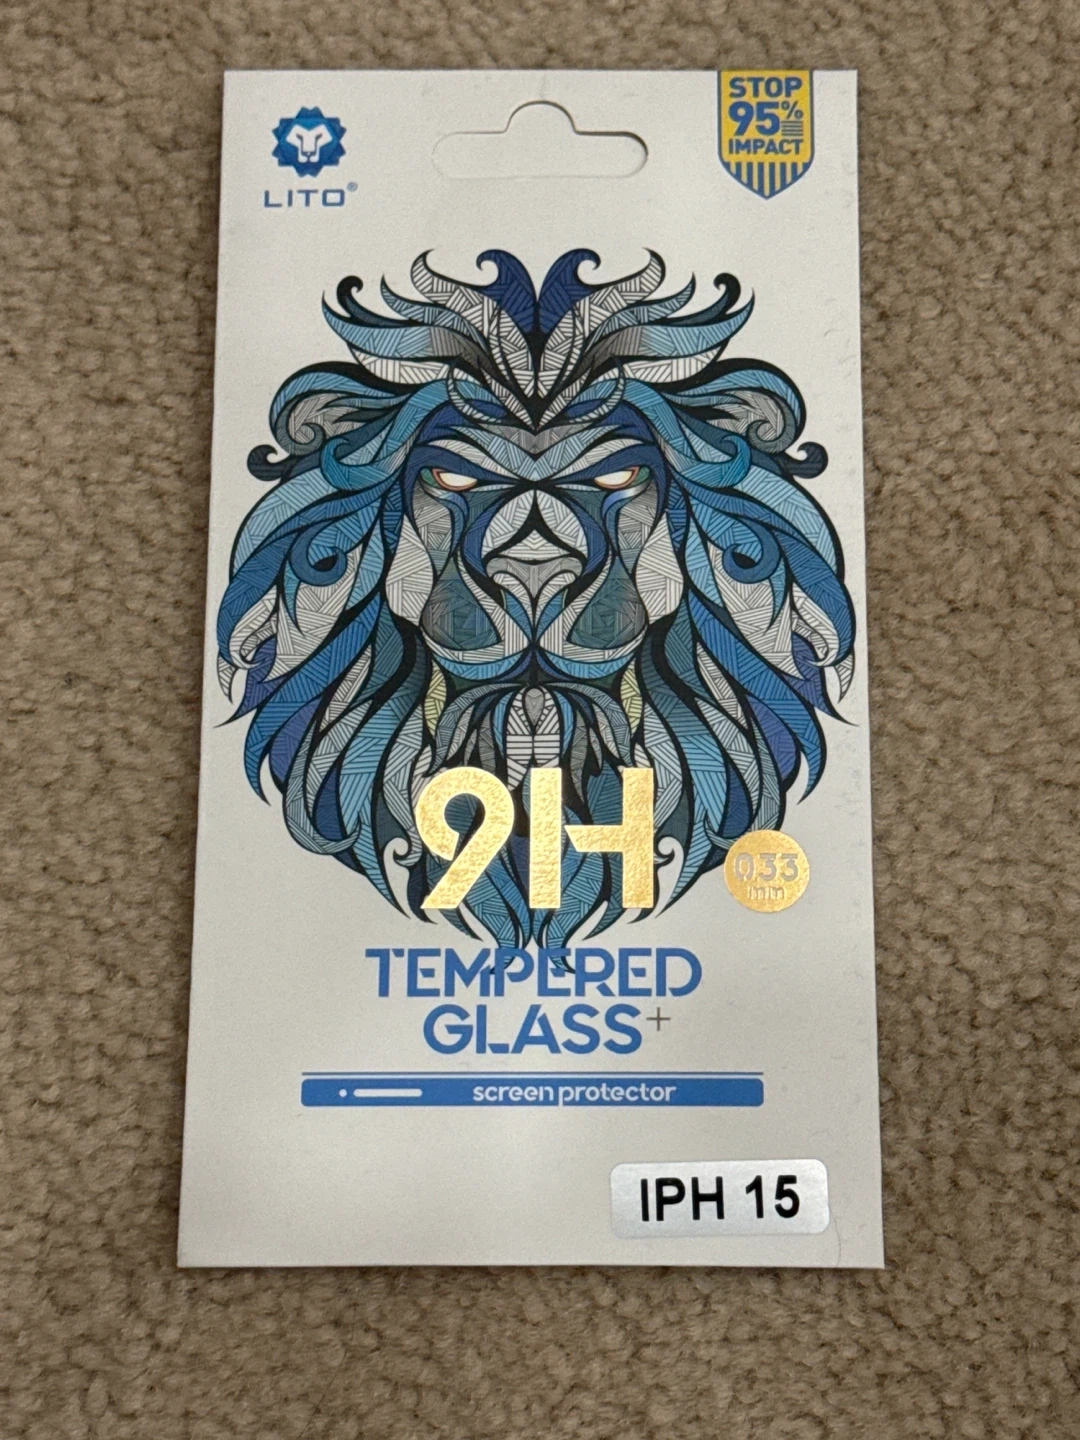 LITO®
STOP
95%
IMPACT
9H
0.33
mm
TEMPERED
GLASS+
screen protector
IPH 15